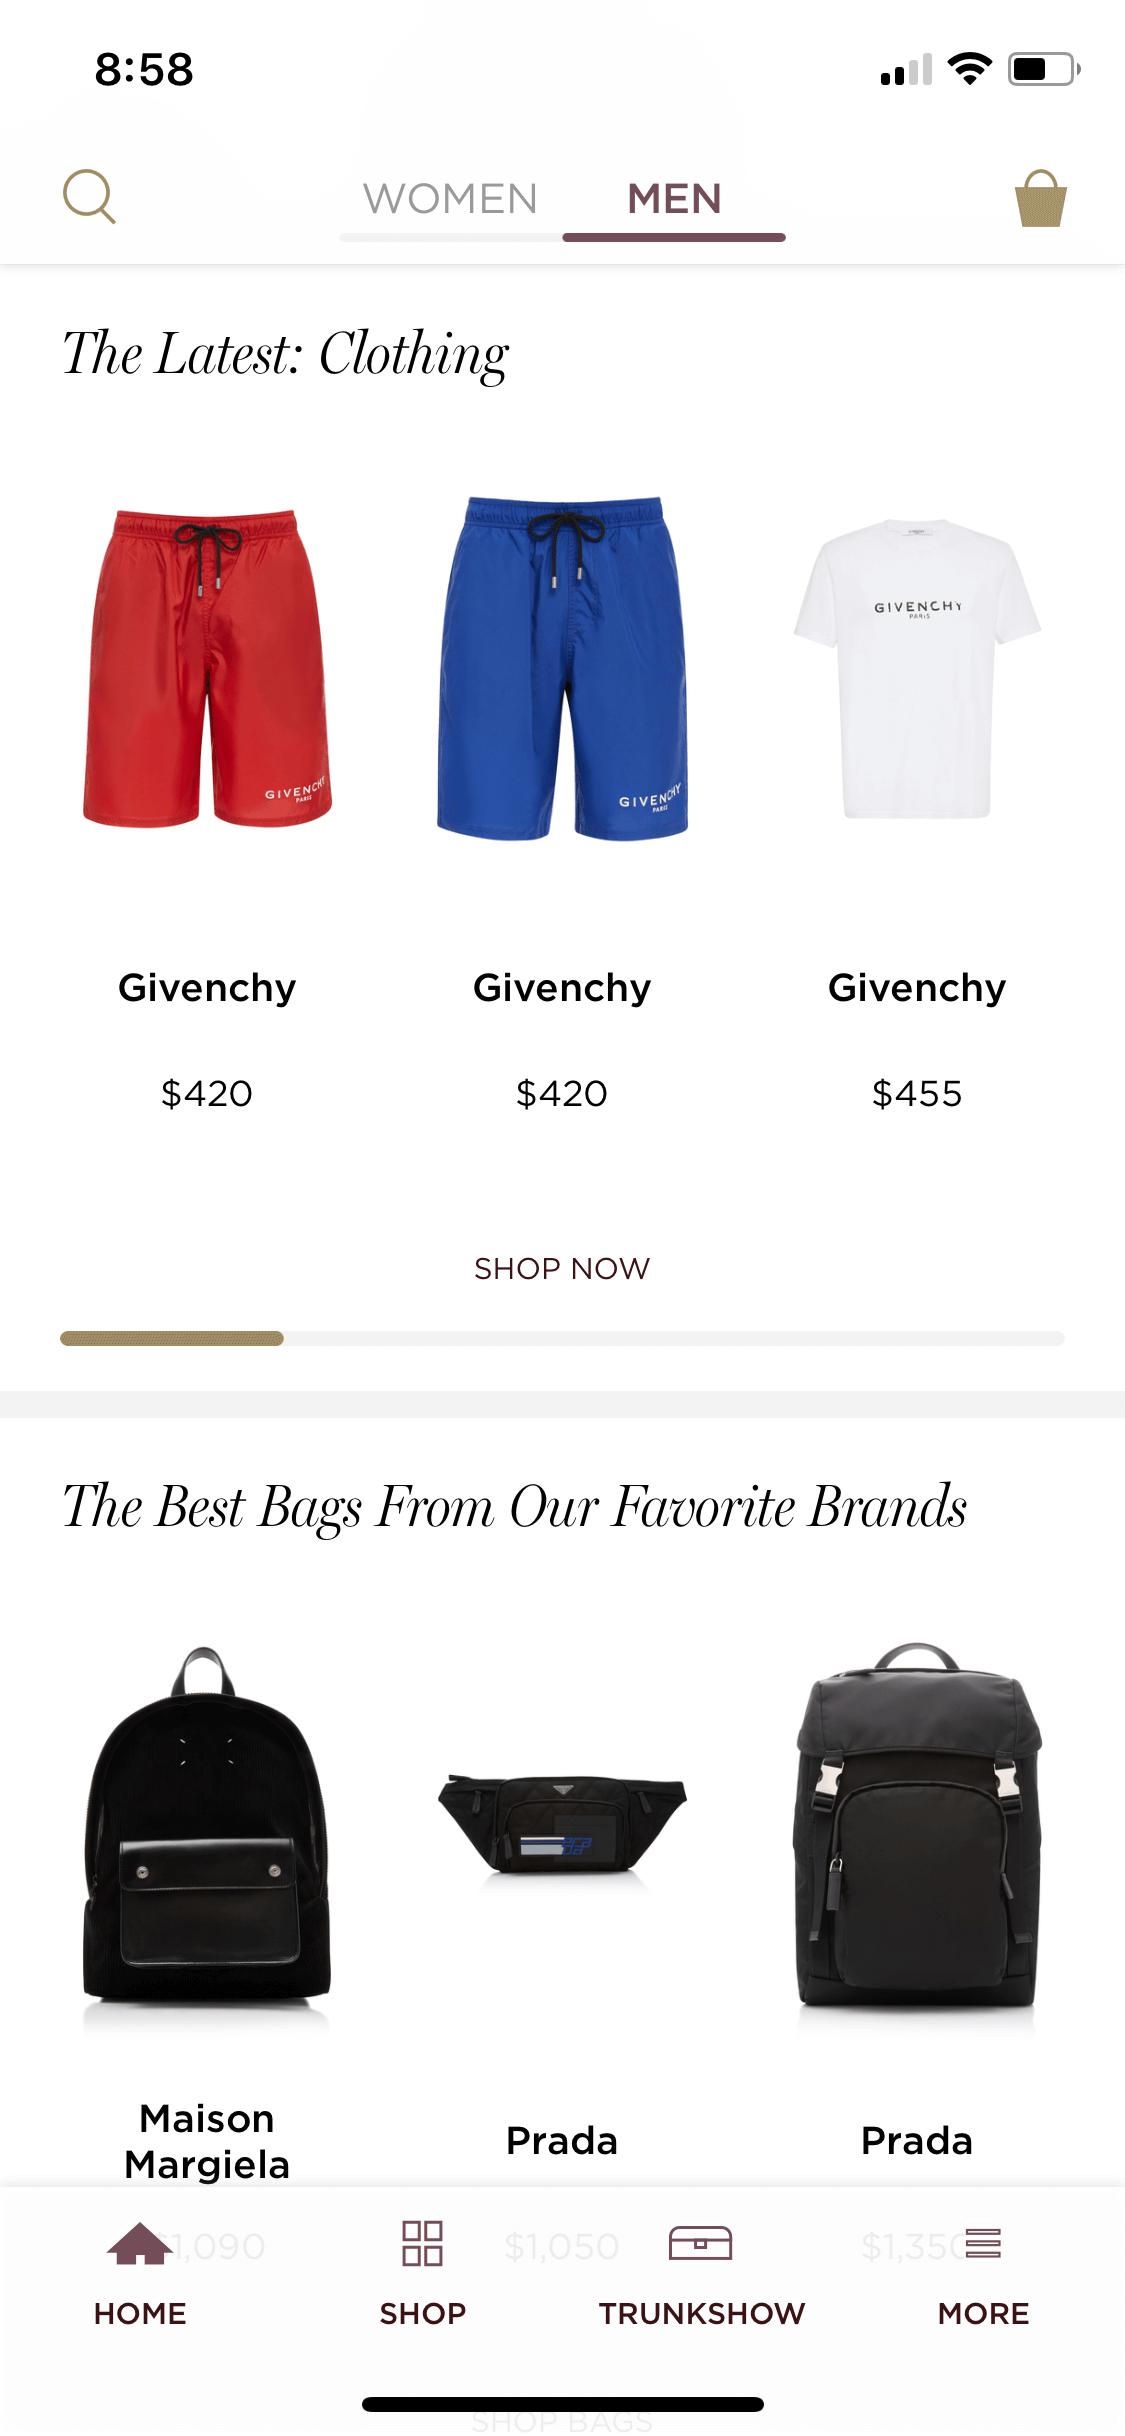 8:58
WOMEN MEN
The Latest: Clothing
GIVENCHY
PARIS
GIVENCHY
PARIS
GIVENCHY
PARIS
Givenchy Givenchy Givenchy
$420 $420 $455
SHOP NOW
The Best Bags From Our Favorite Brands
Maison
Margiela
Prada
Prada
1,090 $1,050 $1,350
HOME SHOP TRUNKSHOW MORE
SHOP BAGS